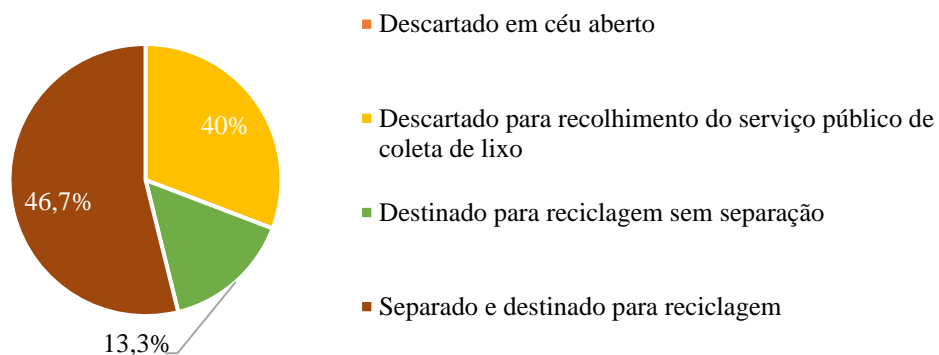 Descartado em céu aberto
40%
Descartado para recolhimento do serviço público de
coleta de lixo
46,7%
Destinado para reciclagem sem separação
Separado e destinado para reciclagem
13,3%